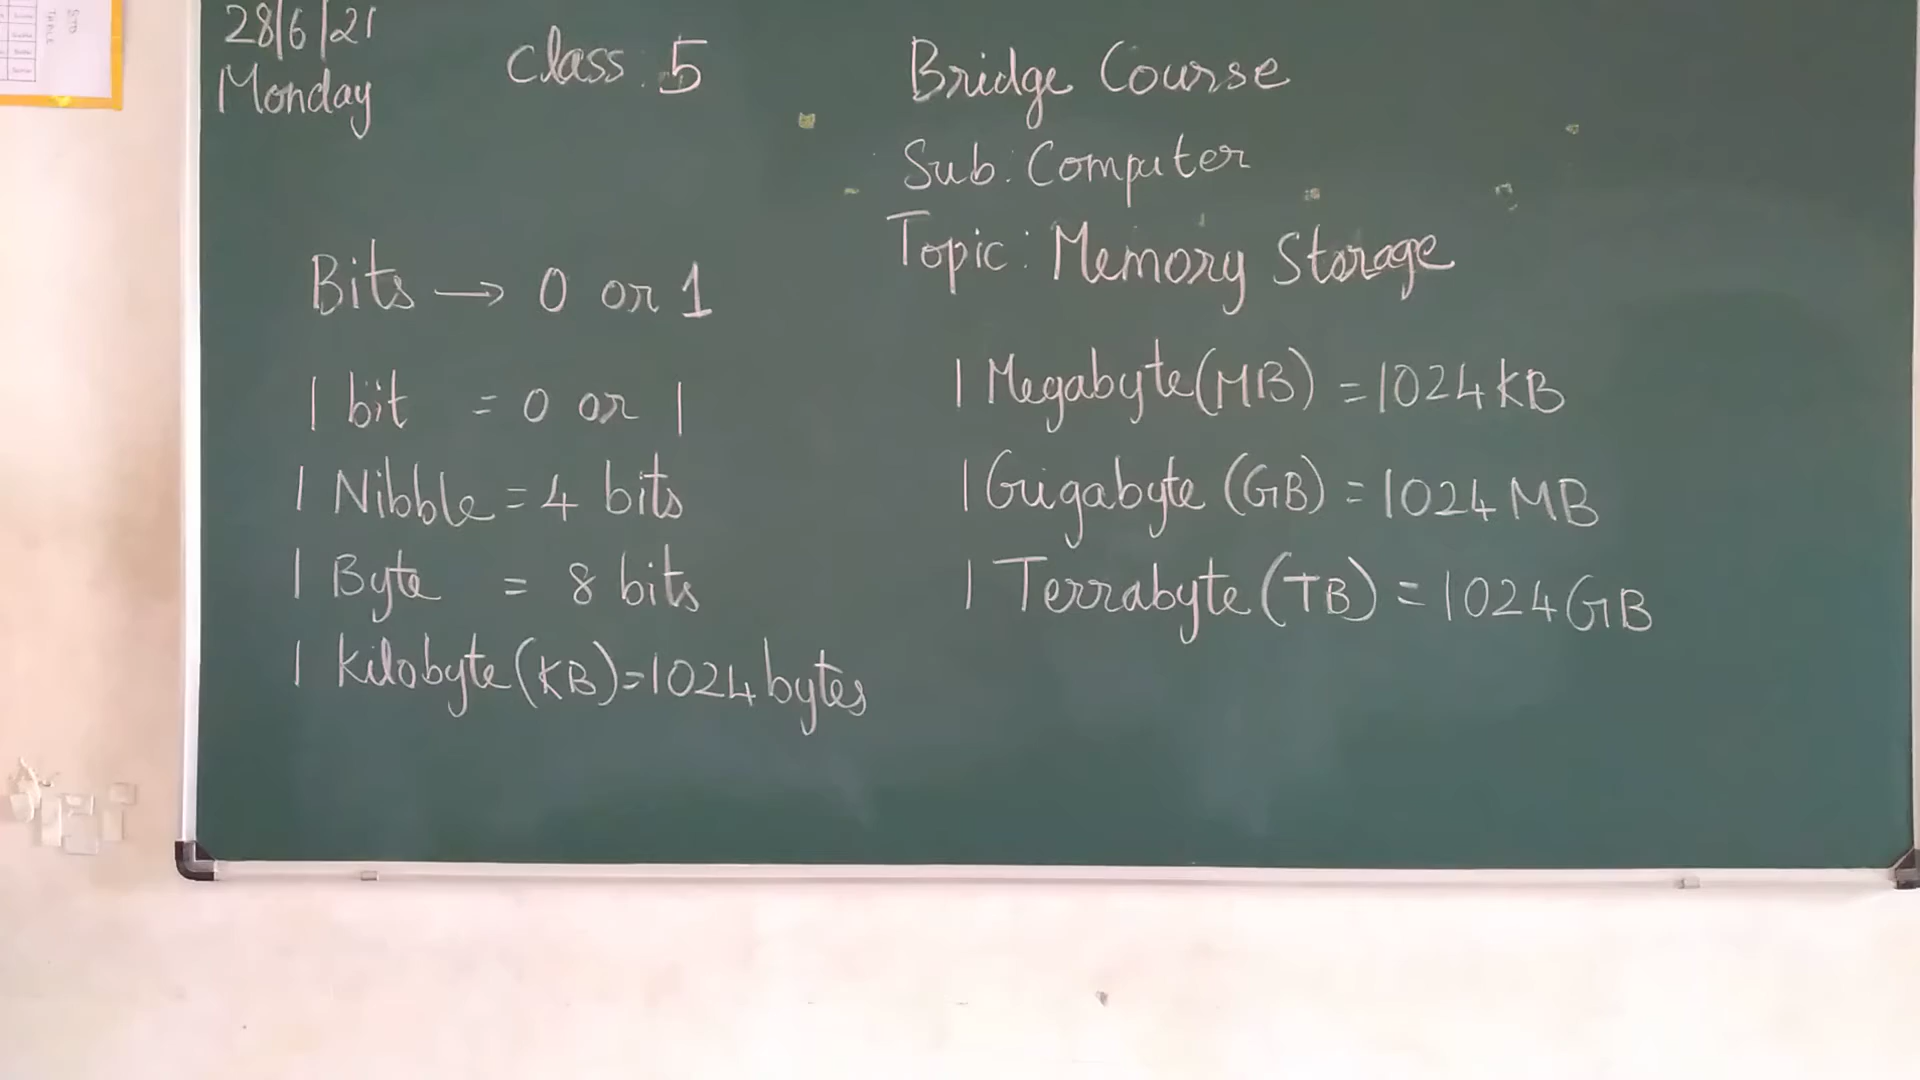 28/6/21
Monday
Class : 5
Bridge Course
Sub : Computer
Topic : Memory Storage
Bits → 0 or 1
1 bit = 0 or 1
1 Nibble = 4 bits
1 Byte = 8 bits
1 Kilobyte (KB) = 1024 bytes
1 Megabyte (MB) = 1024 KB
1 Gigabyte (GB) = 1024 MB
1 Terrabyte (TB) = 1024 GB